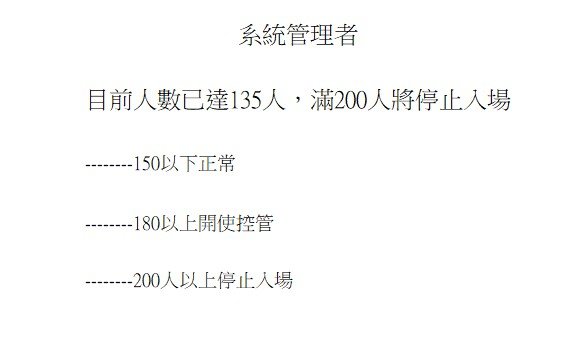 系統管理者
目前人數已達135人，滿200人將停止入場
--------150以下正常
--------180以上開使控管
--------200人以上停止入場